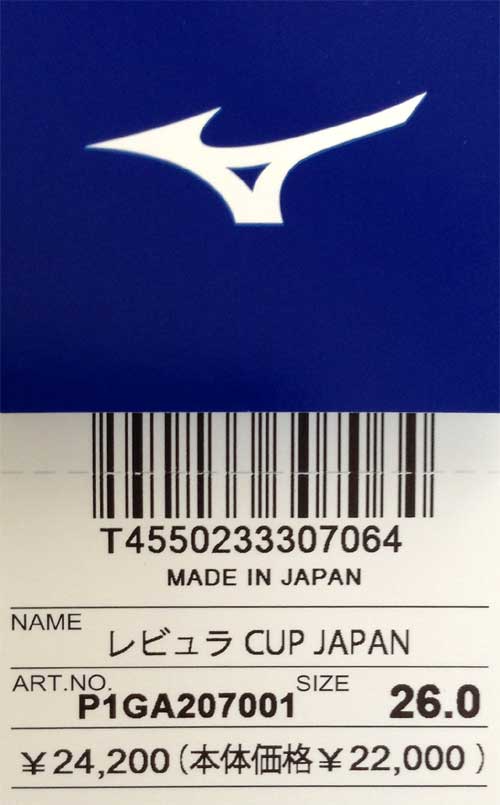 T4550233307064
MADE IN JAPAN
NAME
レビュラ CUP JAPAN
ART.NO. P1GA207001 SIZE 26.0
￥24,200(本体価格￥22,000)